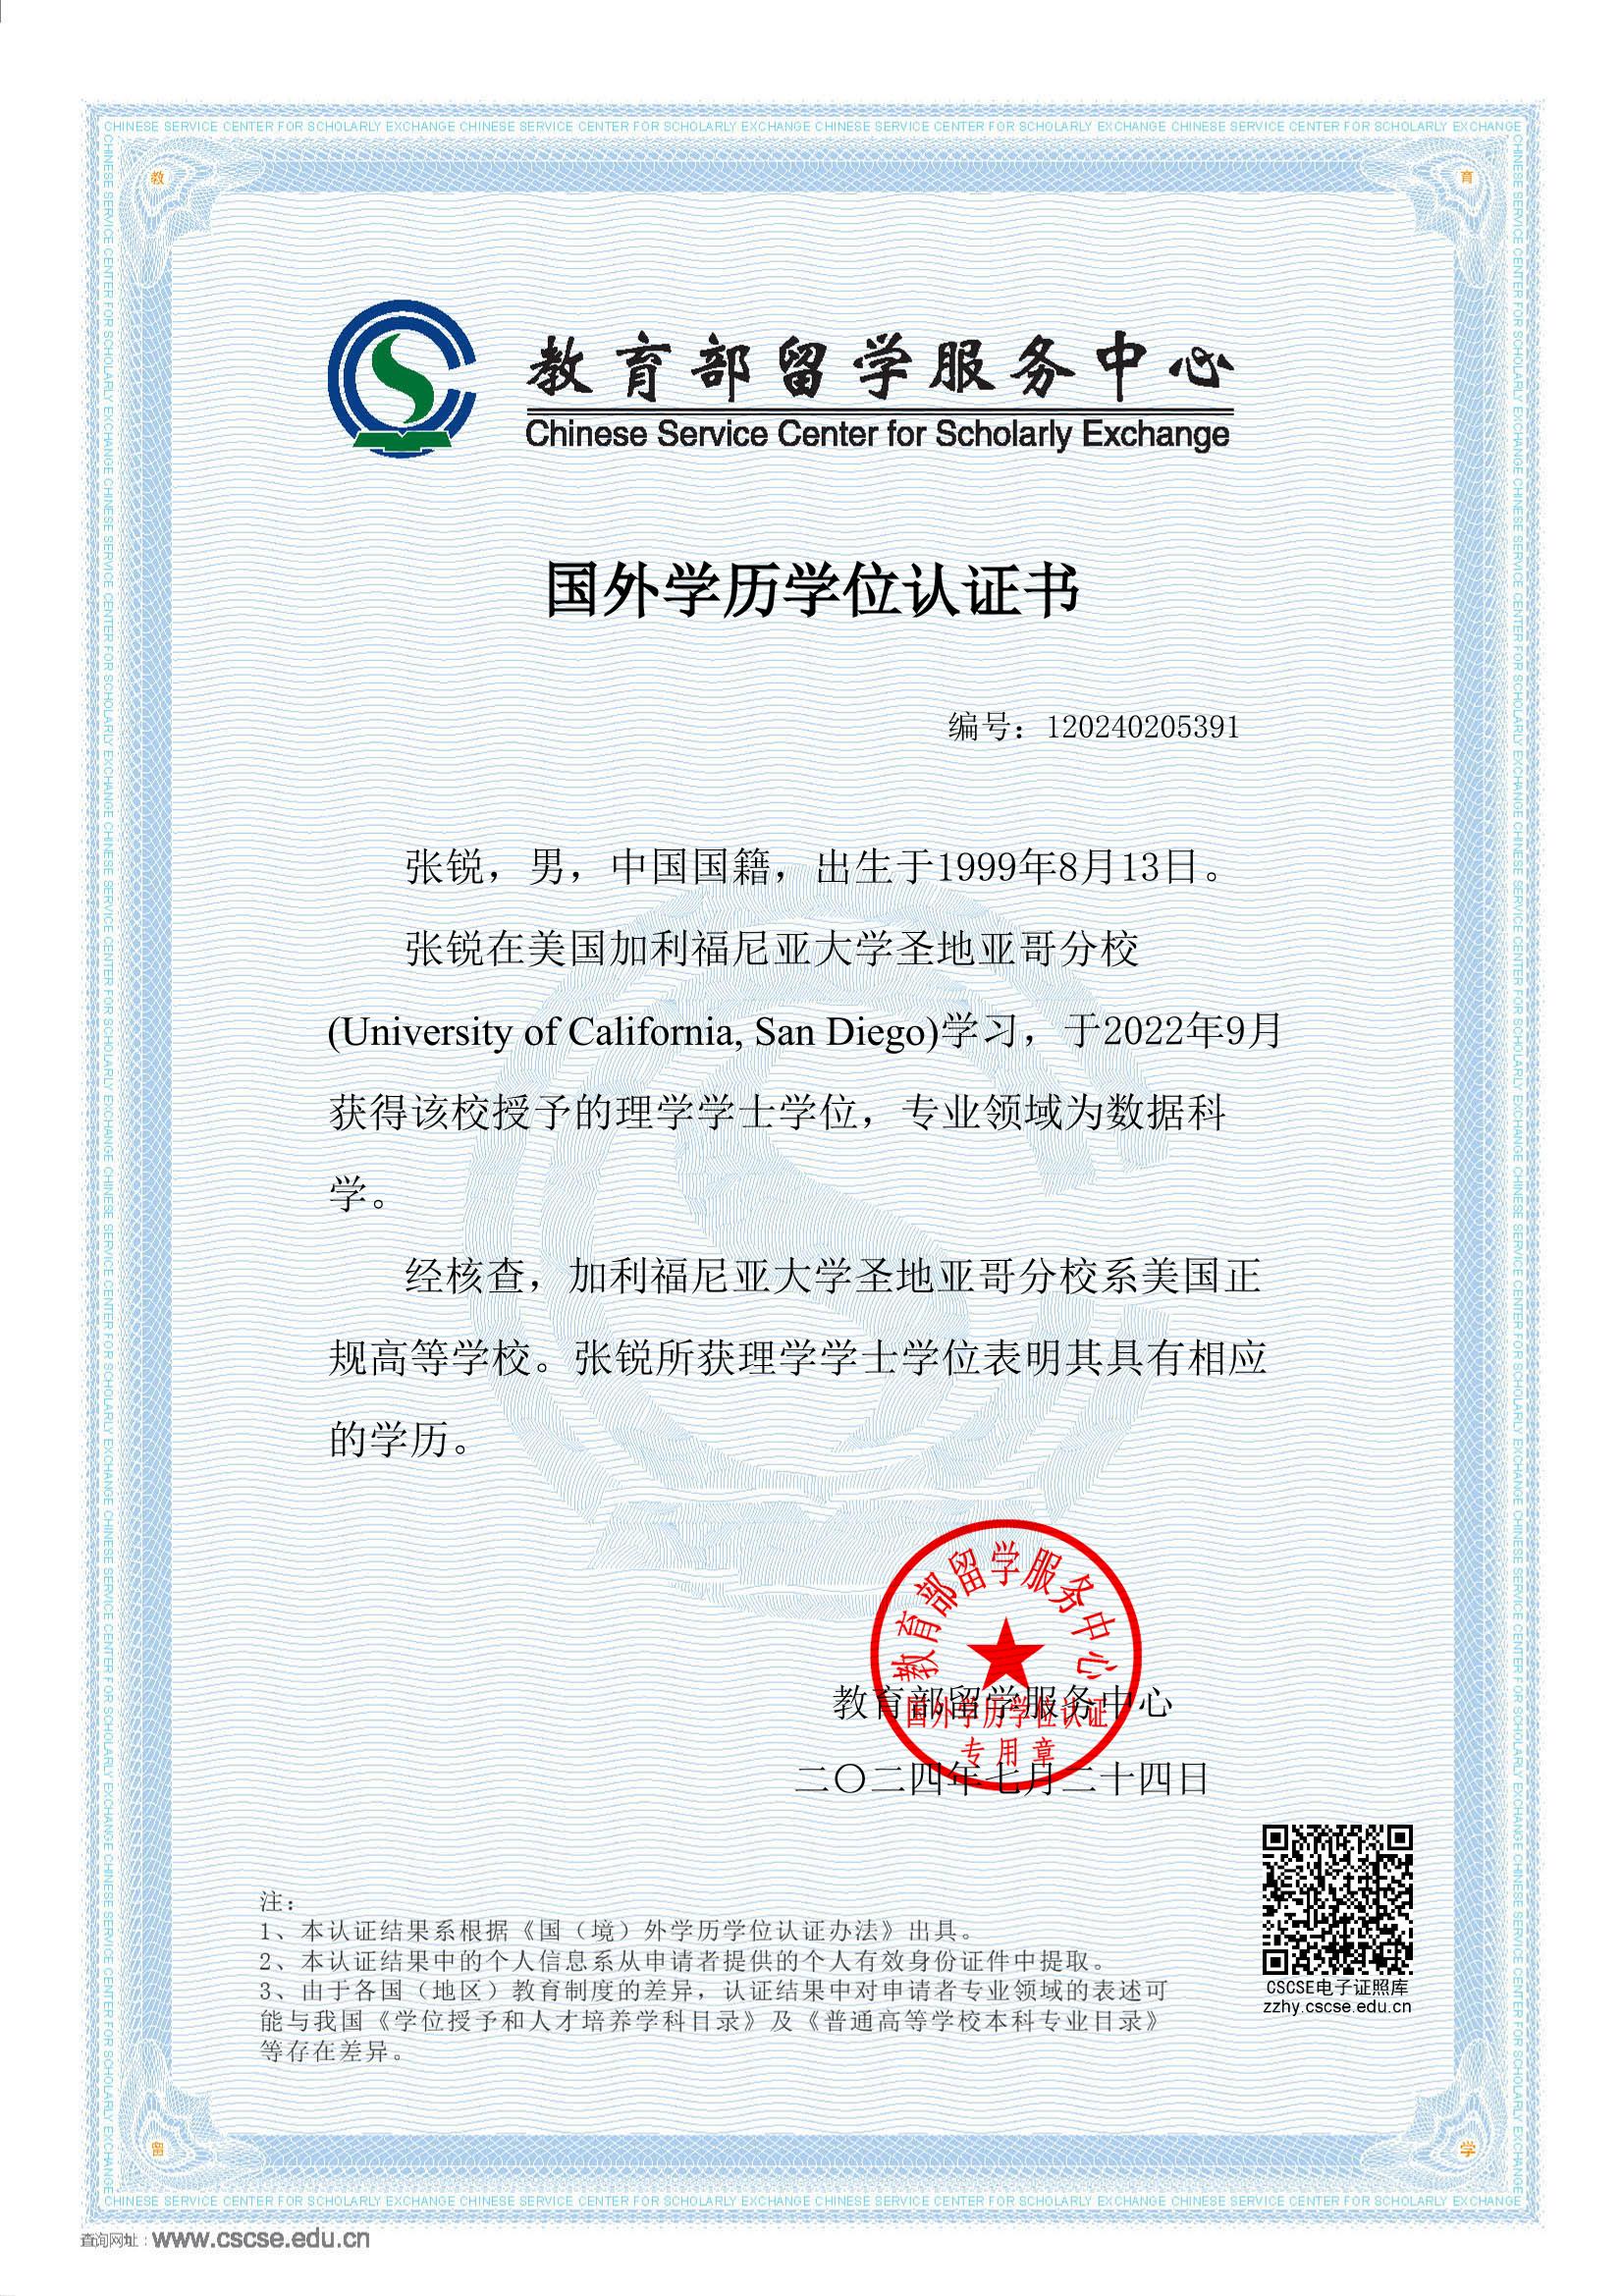 CHINESE SERVICE CENTER FOR SCHOLARLY EXCHANGE CHINESE SERVICE CENTER FOR SCHOLARLY EXCHANGE CHINESE SERVICE CENTER FOR SCHOLARLY EXCHANGE CHINESE SERVICE CENTER FOR SCHOLARLY EXCHANGE
教 育
教育部留学服务中心
Chinese Service Center for Scholarly Exchange
国外学历学位认证书
编号：120240205391
张锐，男，中国国籍，出生于1999年8月13日。
张锐在美国加利福尼亚大学圣地亚哥分校
(University of California, San Diego)学习，于2022年9月
获得该校授予的理学学士学位，专业领域为数据科
学。
经核查，加利福尼亚大学圣地亚哥分校系美国正
规高等学校。张锐所获理学学士学位表明其具有相应
的学历。
教育部留学服务中心
国外学历学位认证
专用章
教育部留学服务中心
二〇二四年七月二十四日
CSCSE电子证照库
zzhy.cscse.edu.cn
注：
1、本认证结果系根据《国（境）外学历学位认证办法》出具。
2、本认证结果中的个人信息系从申请者提供的个人有效身份证件中提取。
3、由于各国（地区）教育制度的差异，认证结果中对申请者专业领域的表述可
能与我国《学位授予和人才培养学科目录》及《普通高等学校本科专业目录》
等存在差异。
留 学
CHINESE SERVICE CENTER FOR SCHOLARLY EXCHANGE CHINESE SERVICE CENTER FOR SCHOLARLY EXCHANGE CHINESE SERVICE CENTER FOR SCHOLARLY EXCHANGE CHINESE SERVICE CENTER FOR SCHOLARLY EXCHANGE
查询网址：www.cscse.edu.cn